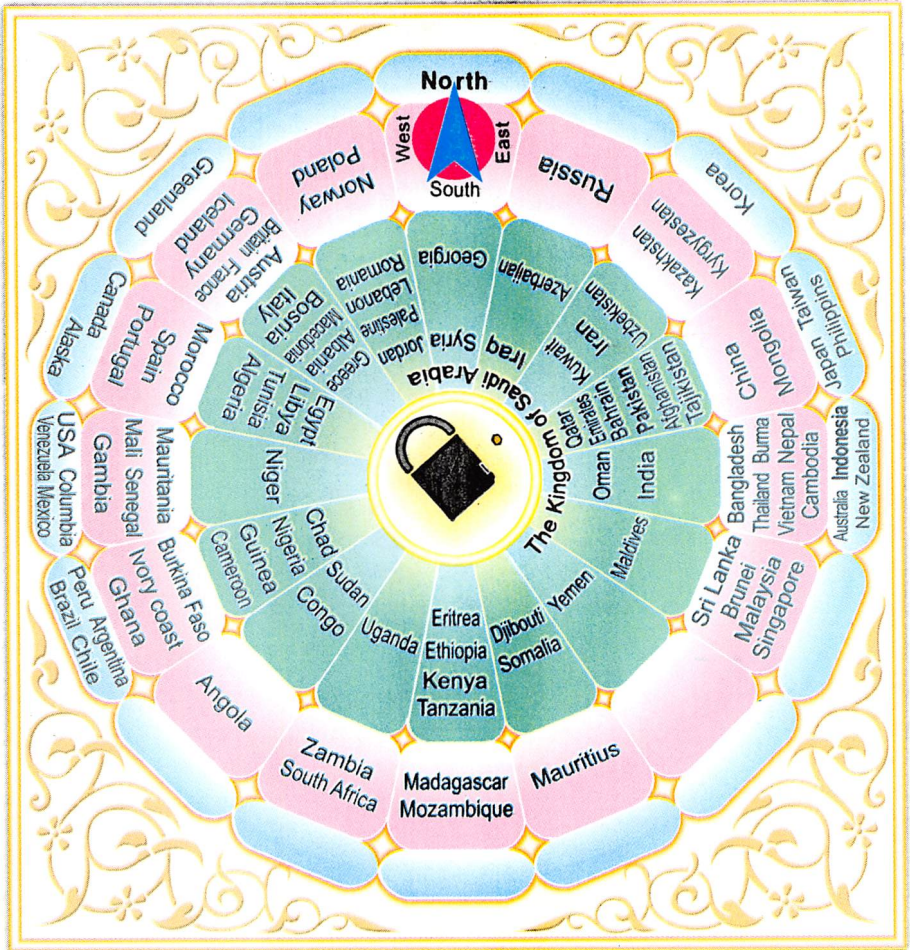 North
West
East
South
Russia
Korea
Kazakhstan
Kyrgyzestan
Azerbaijan
Uzbekistan
Iran
Kuwait
Iraq
Japan Taiwan
Philippins
Mongolia
China
Tajikistan
Afghanistan
Pakistan
Bahrain
Emirates
Qatar
Australia Indonesia
New Zealand
Bangladesh
Thailand Burma
Vietnam Nepal
Cambodia
India
Oman
Sri Lanka
Brunei
Malaysia
Singapore
Maldives
Yemen
Djibouti
Somalia
Mauritius
Eritrea
Ethiopia
Kenya
Tanzania
Madagascar
Mozambique
Uganda
Zambia
South Africa
Sudan
Congo
Angola
Chad
Nigeria
Guinea
Cameroon
Burkina Faso
Ivory coast
Ghana
Peru Argentina
Brazil Chile
Niger
Mauritania
Mali Senegal
Gambia
USA Columbia
Venezuela Mexico
Egypt
Libya
Tunisia
Algeria
Morocco
Spain
Portugal
Canada
Alaska
Greece
Albania
Macedonia
Bosnia
Italy
Austria
Britain France
Germany
Iceland
Greenland
Jordan
Palestine
Lebanon
Romania
Norway
Poland
Georgia
Syria
The Kingdom of Saudi Arabia